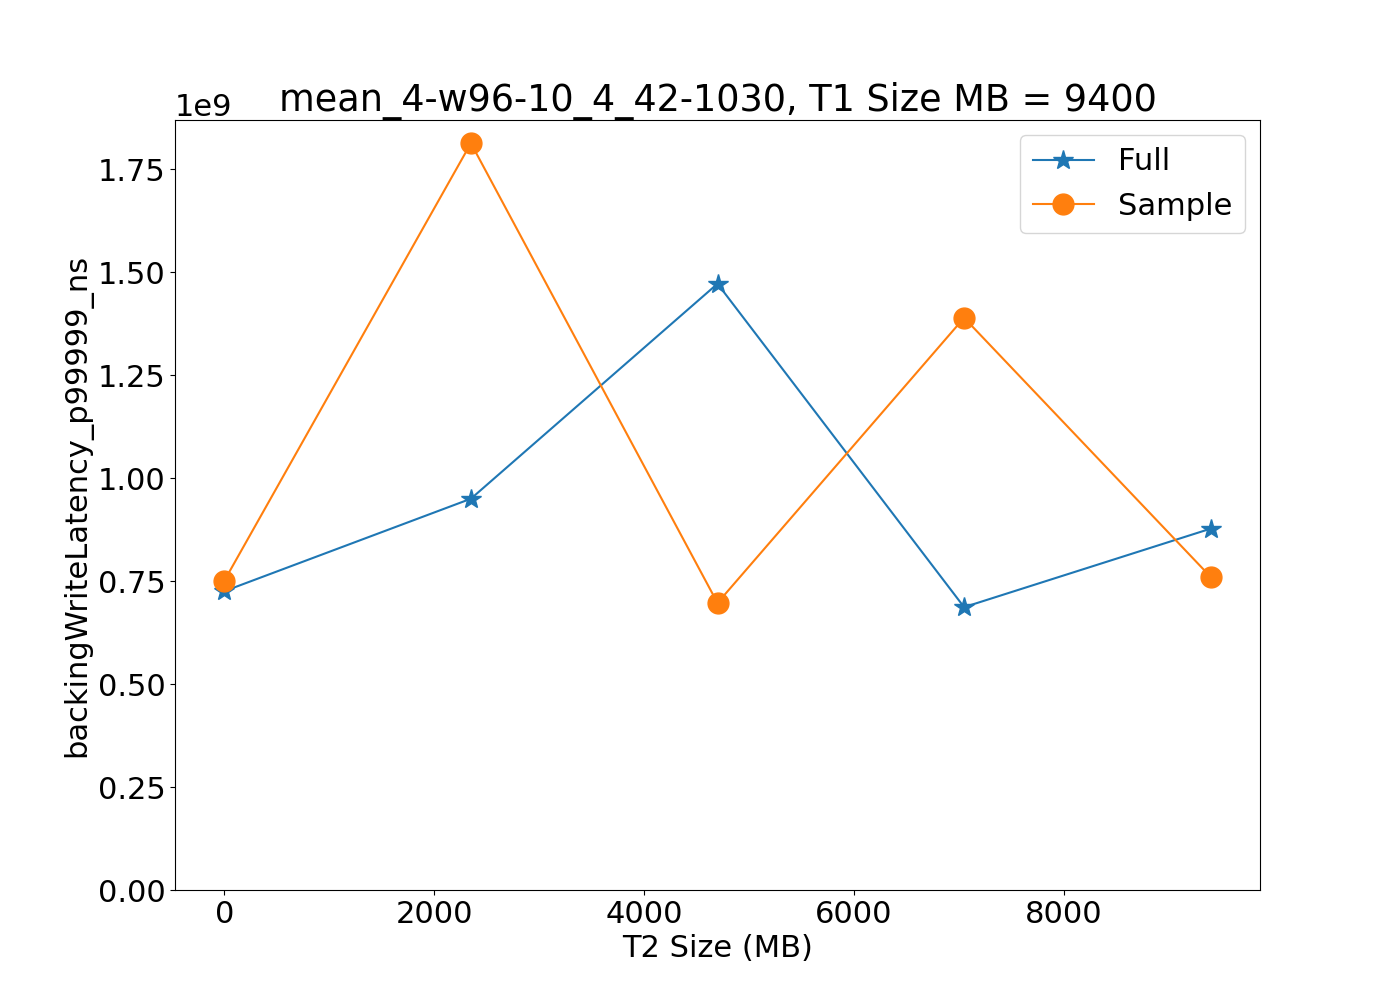 mean_4-w96-10_4_42-1030, T1 Size MB = 9400
1e9
Full
Sample
backingWriteLatency_p99999_ns
1.75
1.50
1.25
1.00
0.75
0.50
0.25
0.00
0 2000 4000 6000 8000
T2 Size (MB)